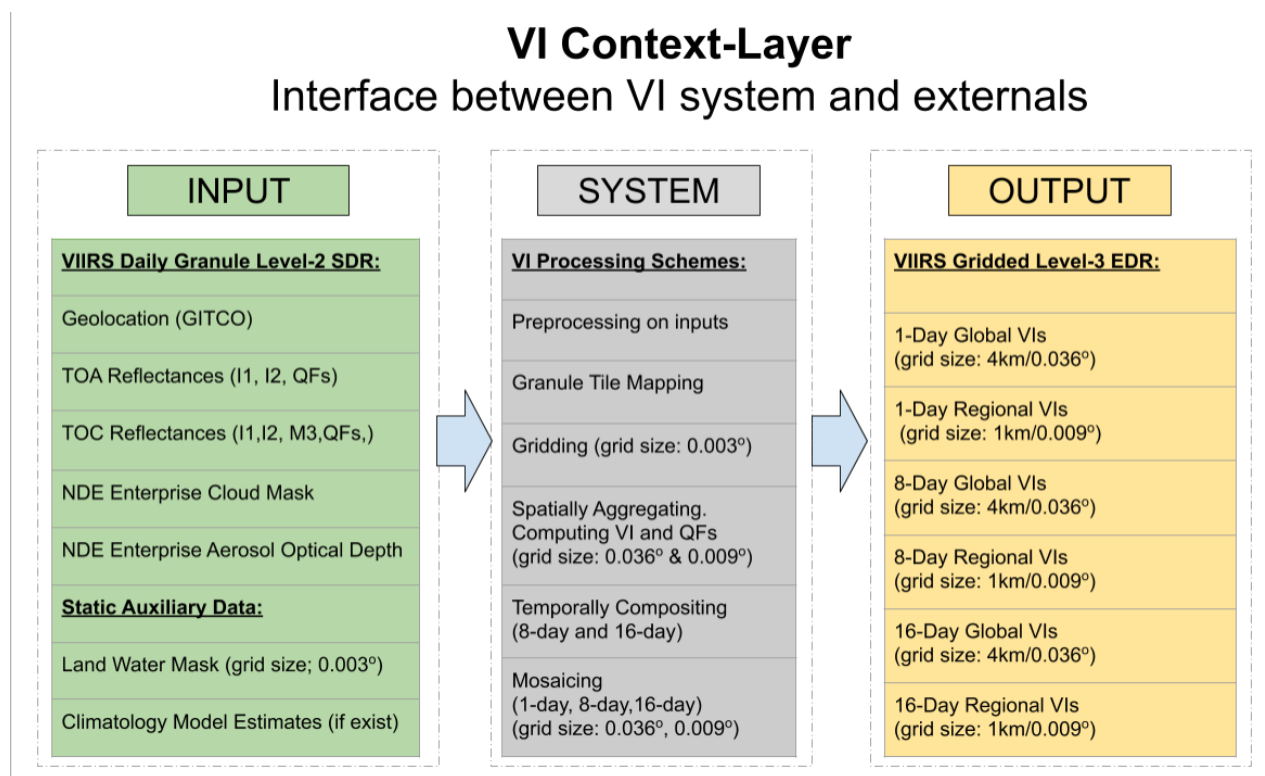 VI Context-Layer
Interface between VI system and externals
INPUT
VIIRS Daily Granule Level-2 SDR:
Geolocation (GITCO)
TOA Reflectances (I1, I2, QFs)
TOC Reflectances (I1,I2, M3,QFs,)
NDE Enterprise Cloud Mask
NDE Enterprise Aerosol Optical Depth
Static Auxiliary Data:
Land Water Mask (grid size; 0.003º)
Climatology Model Estimates (if exist)
SYSTEM
VI Processing Schemes:
Preprocessing on inputs
Granule Tile Mapping
Gridding (grid size: 0.003º)
Spatially Aggregating.
Computing VI and QFs
(grid size: 0.036º & 0.009º)
Temporally Compositing
(8-day and 16-day)
Mosaicing
(1-day, 8-day,16-day)
(grid size: 0.036º, 0.009º)
OUTPUT
VIIRS Gridded Level-3 EDR:
1-Day Global VIs
(grid size: 4km/0.036º)
1-Day Regional VIs
(grid size: 1km/0.009º)
8-Day Global VIs
(grid size: 4km/0.036º)
8-Day Regional VIs
(grid size: 1km/0.009º)
16-Day Global VIs
(grid size: 4km/0.036º)
16-Day Regional VIs
(grid size: 1km/0.009º)